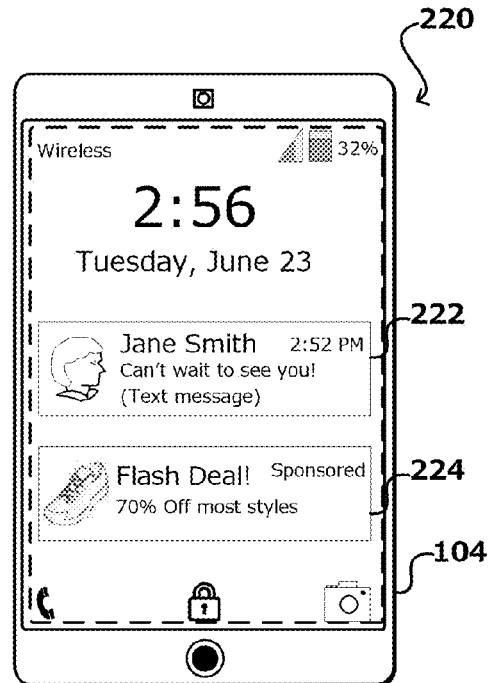 220
Wireless 32%
2:56
Tuesday, June 23
222
Jane Smith 2:52 PM
Can't wait to see you!
(Text message)
Flash Deal! Sponsored
224
70% Off most styles
104